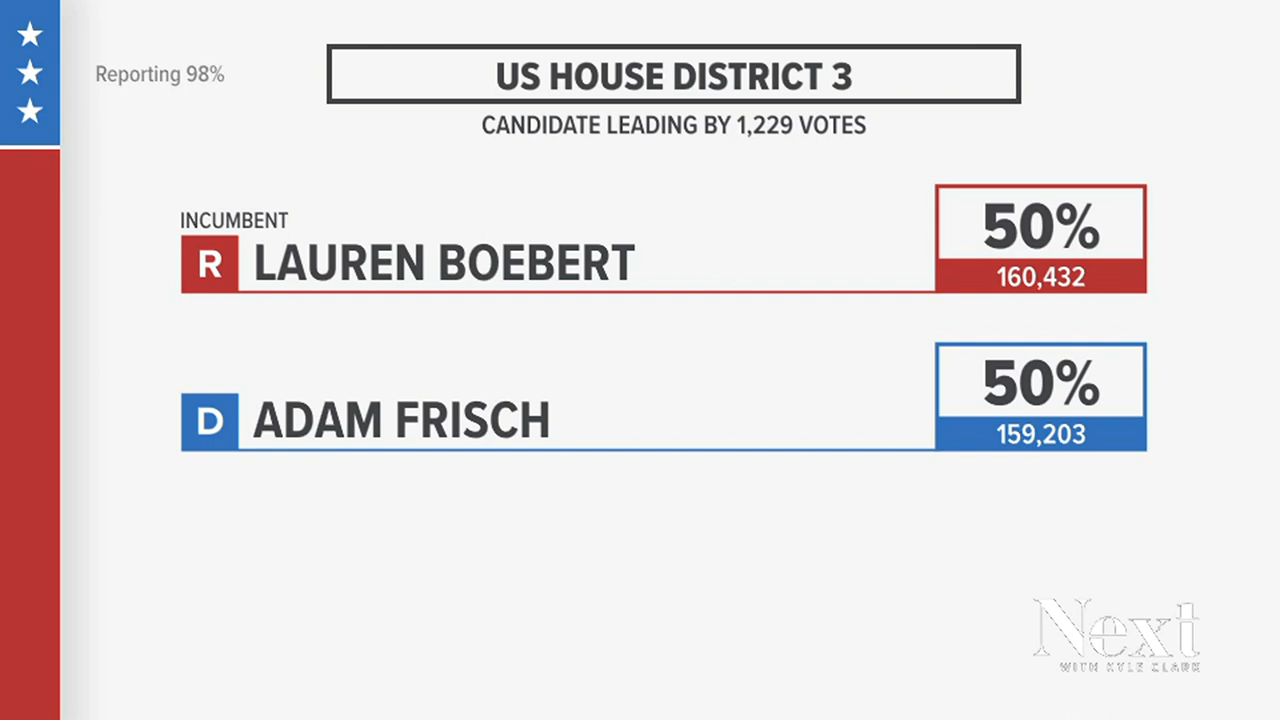 Reporting 98%
US HOUSE DISTRICT 3
CANDIDATE LEADING BY 1,229 VOTES
INCUMBENT
R LAUREN BOEBERT
50%
160,432
D ADAM FRISCH
50%
159,203
Next
WITH KYLE CLARK